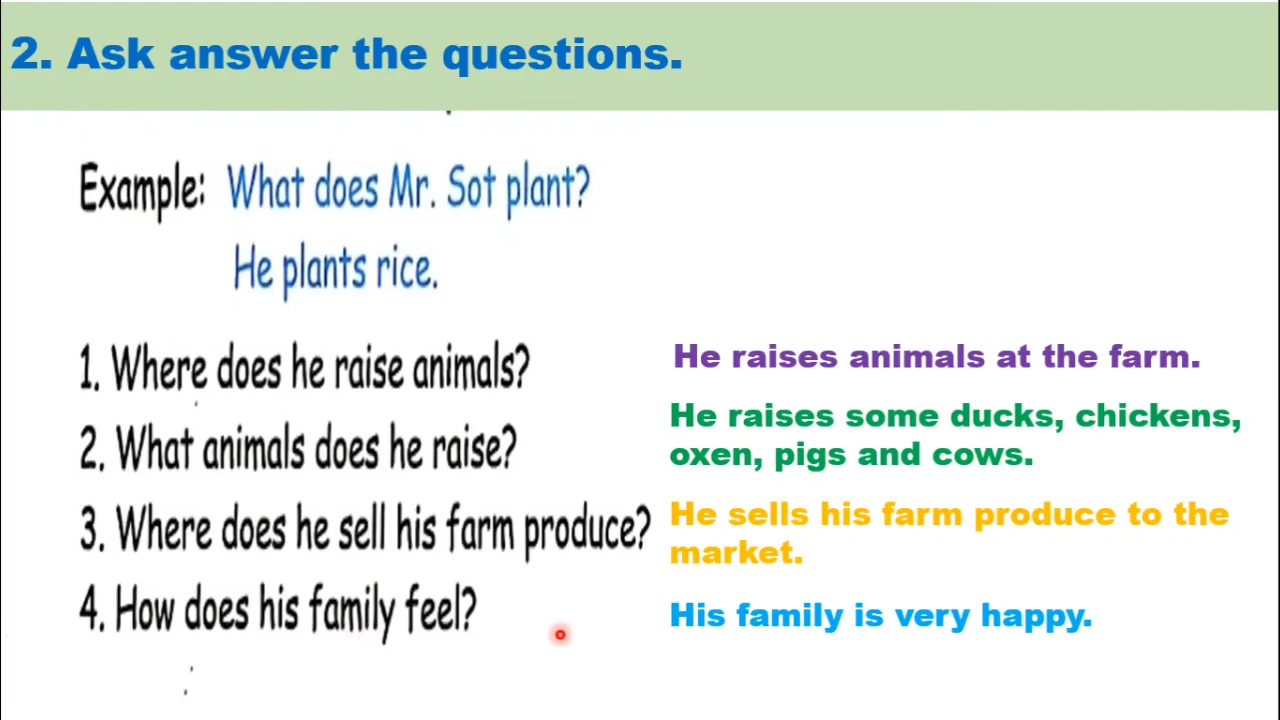 2. Ask answer the questions.
Example: What does Mr. Sot plant?
He plants rice.
1. Where does he raise animals?
He raises animals at the farm.
2. What animals does he raise?
He raises some ducks, chickens,
oxen, pigs and cows.
3. Where does he sell his farm produce?
He sells his farm produce to the
market.
4. How does his family feel?
His family is very happy.